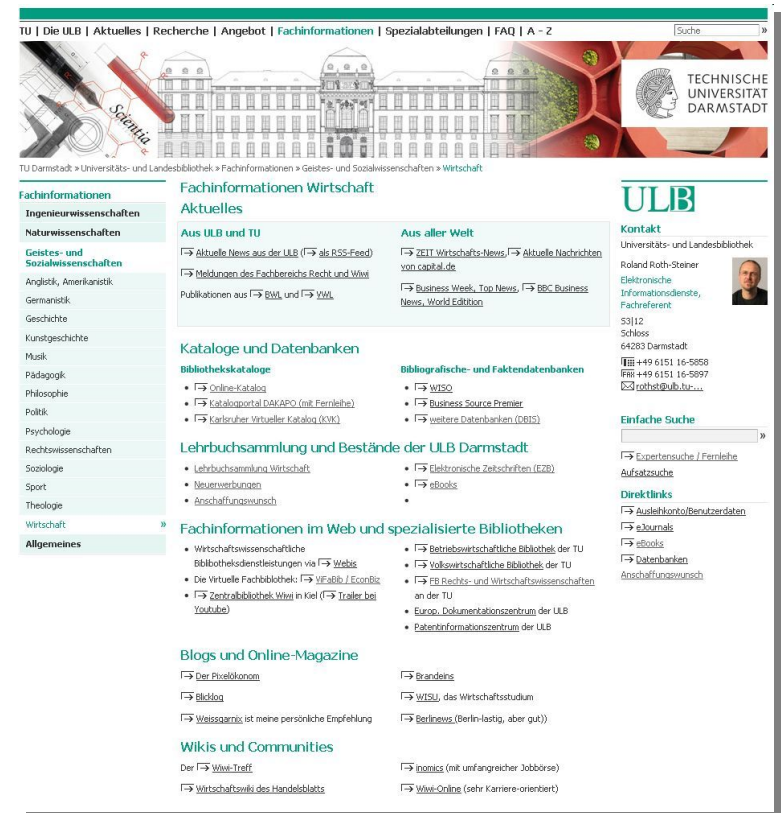 TU | Die ULB | Aktuelles | Recherche | Angebot | Fachinformationen | Spezialabteilungen | FAQ | A - Z
Suche »
Scientia
TECHNISCHE
UNIVERSITÄT
DARMSTADT
TU Darmstadt » Universitäts- und Landesbibliothek » Fachinformationen » Geistes- und Sozialwissenschaften » Wirtschaft
Fachinformationen
Ingenieurwissenschaften
Naturwissenschaften
Geistes- und
Sozialwissenschaften
Anglistik, Amerikanistik
Germanistik
Geschichte
Kunstgeschichte
Musik
Pädagogik
Philosophie
Politik
Psychologie
Rechtswissenschaften
Soziologie
Sport
Theologie
Wirtschaft »
Allgemeines
Fachinformationen Wirtschaft
Aktuelles
Aus ULB und TU
Aktuelle News aus der ULB (als RSS-Feed)
Meldungen des Fachbereichs Recht und Wiwi
Publikationen aus BWL und VWL
Aus aller Welt
ZEIT Wirtschafts-News, Aktuelle Nachrichten
von capital.de
Business Week, Top News, BBC Business
News, World Editition
Kataloge und Datenbanken
Bibliothekskataloge
• Online-Katalog
• Katalogportal DAKAPO (mit Fernleihe)
• Karlsruher Virtueller Katalog (KVK)
Bibliografische- und Faktendatenbanken
• WISO
• Business Source Premier
• weitere Datenbanken (DBIS)
Lehrbuchsammlung und Bestände der ULB Darmstadt
• Lehrbuchsammlung Wirtschaft
• Neuerwerbungen
• Anschaffungswunsch
• Elektronische Zeitschriften (EZB)
• eBooks
•
Fachinformationen im Web und spezialisierte Bibliotheken
• Wirtschaftswissenschaftliche
Biblbotheksdienstleistungen via Webis
• Die Virtuelle Fachbiblothek: ViFaBib / EconBiz
• Zentralbibliothek Wiwi in Kiel (Trailer bei
Youtube)
• Betriebswirtschaftliche Bibliothek der TU
• Volkswirtschaftliche Bibliothek der TU
• FB Rechts- und Wirtschaftswissenschaften
an der TU
• Europ. Dokumentationszentrum der ULB
• Patentinformationszentrum der ULB
Blogs und Online-Magazine
Der Pixelökonom
Blicklog
Weissgarnix ist meine persönliche Empfehlung
Brandeins
WISU, das Wirtschaftsstudium
Berlinews (Berlin-lastig, aber gut))
Wikis und Communities
Der Wiwi-Treff
Wirtschaftswiki des Handelsblatts
inomics (mit umfangreicher Jobbörse)
Wiwi-Online (sehr Karriere-orientiert)
ULB
Kontakt
Universitäts- und Landesbibliothek
Roland Roth-Steiner
Elektronische
Informationsdienste,
Fachreferent
S3|12
Schloss
64283 Darmstadt
+49 6151 16-5858
FAX +49 6151 16-5897
rothst@ulb.tu-...
Einfache Suche
»
Expertensuche / Fernleihe
Aufsatzsuche
Direktlinks
Ausleihkonto/Benutzerdaten
eJournals
eBooks
Datenbanken
Anschaffungswunsch